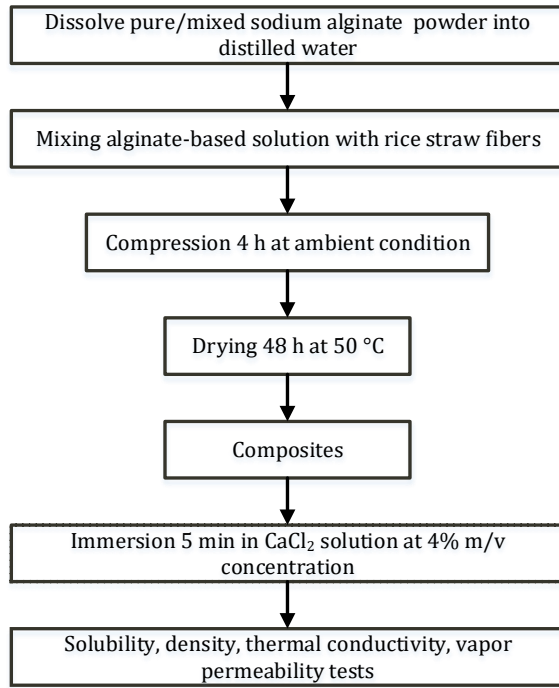 Dissolve pure/mixed sodium alginate powder into
distilled water
Mixing alginate-based solution with rice straw fibers
Compression 4 h at ambient condition
Drying 48 h at 50 °C
Composites
Immersion 5 min in CaCl₂ solution at 4% m/v
concentration
Solubility, density, thermal conductivity, vapor
permeability tests